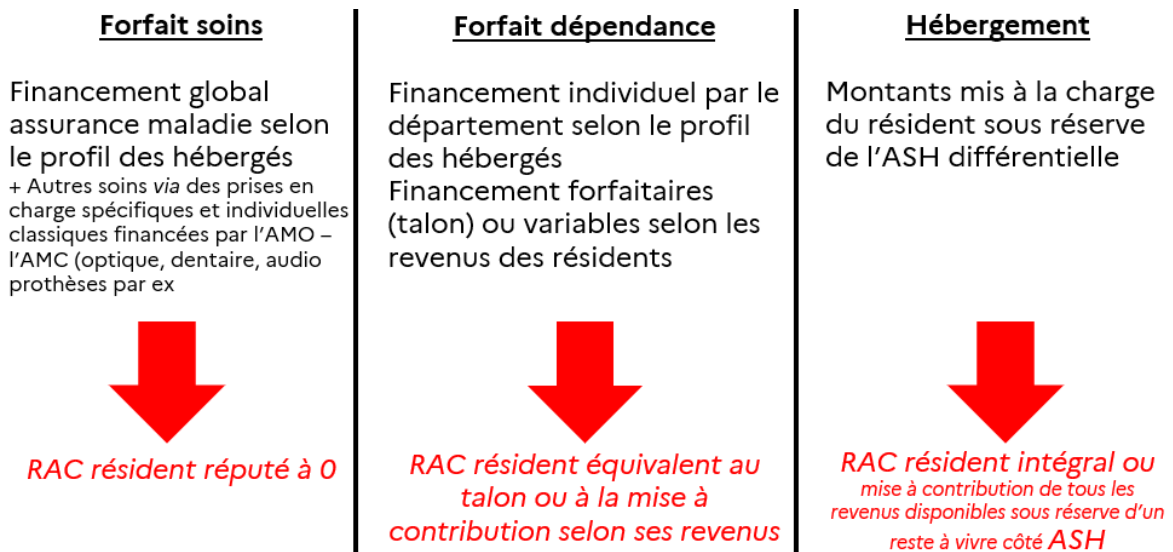 Forfait soins
Financement global
assurance maladie selon
le profil des hébergés
+ Autres soins via des prises en
charge spécifiques et individuelles
classiques financées par l'AMO –
l'AMC (optique, dentaire, audio
prothèses par ex
RAC résident réputé à 0
Forfait dépendance
Financement individuel par le
département selon le profil
des hébergés
Financement forfaitaires
(talon) ou variables selon les
revenus des résidents
RAC résident équivalent au
talon ou à la mise à
contribution selon ses revenus
Hébergement
Montants mis à la charge
du résident sous réserve
de l'ASH différentielle
RAC résident intégral ou
mise à contribution de tous les
revenus disponibles sous réserve d'un
reste à vivre côté ASH